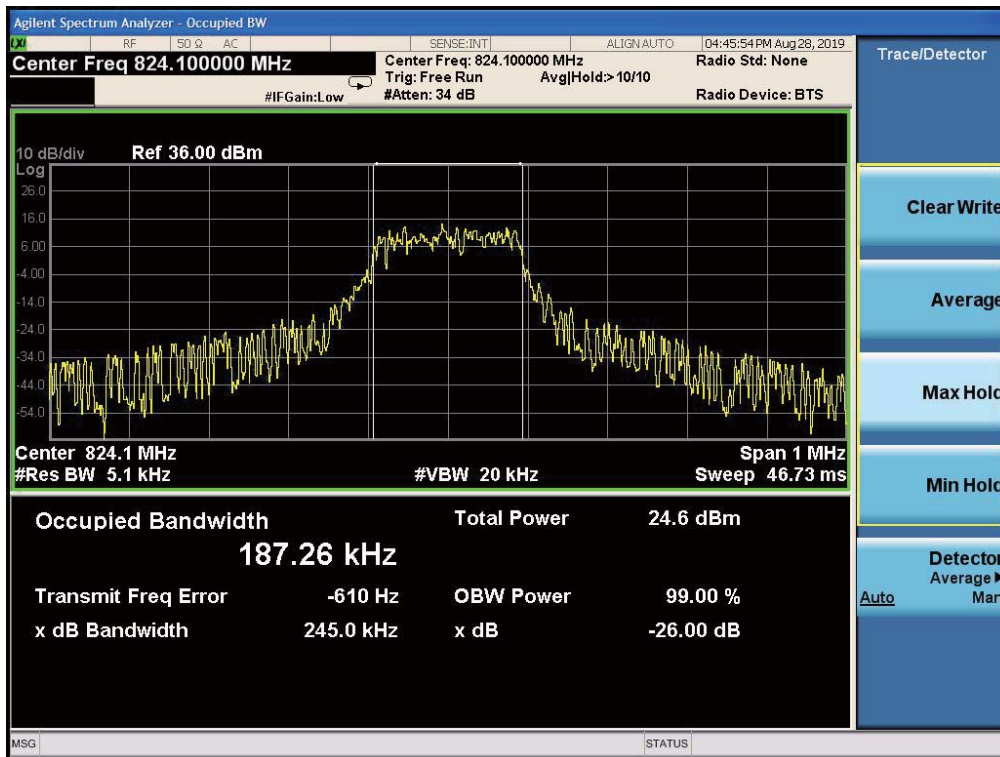 Agilent Spectrum Analyzer - Occupied BW
LXI RF 50 Ω AC SENSE:INT ALIGN AUTO 04:45:54 PM Aug 28, 2019
Center Freq 824.100000 MHz
Center Freq: 824.100000 MHz
Radio Std: None
Trig: Free Run Avg|Hold:> 10/10
#IFGain:Low
#Atten: 34 dB
Radio Device: BTS
10 dB/div Ref 36.00 dBm
Log
26.0
16.0
6.00
-4.00
-14.0
-24.0
-34.0
-44.0
-54.0
Center 824.1 MHz Span 1 MHz
#Res BW 5.1 kHz #VBW 20 kHz Sweep 46.73 ms
Occupied Bandwidth Total Power 24.6 dBm
187.26 kHz
Transmit Freq Error -610 Hz OBW Power 99.00 %
x dB Bandwidth 245.0 kHz x dB -26.00 dB
MSG STATUS
Trace/Detector
Clear Write
Average
Max Hold
Min Hold
Detector
Average
Auto Man